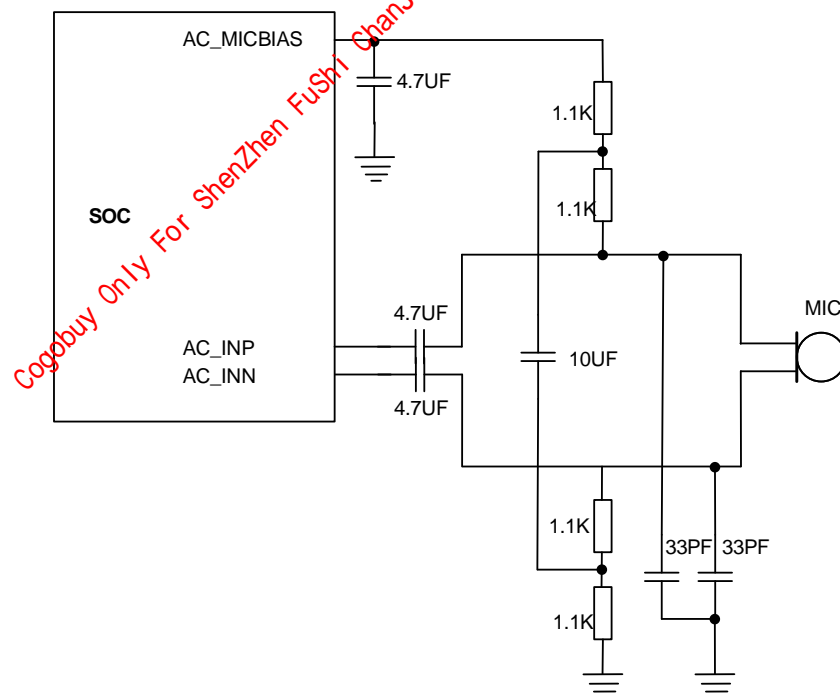 AC_MICBIAS
4.7UF
1.1K
1.1K
SOC
Cogobuy Only For ShenZhen FuShi
4.7UF
MIC
AC_INP
10UF
AC_INN
4.7UF
1.1K
33PF 33PF
1.1K